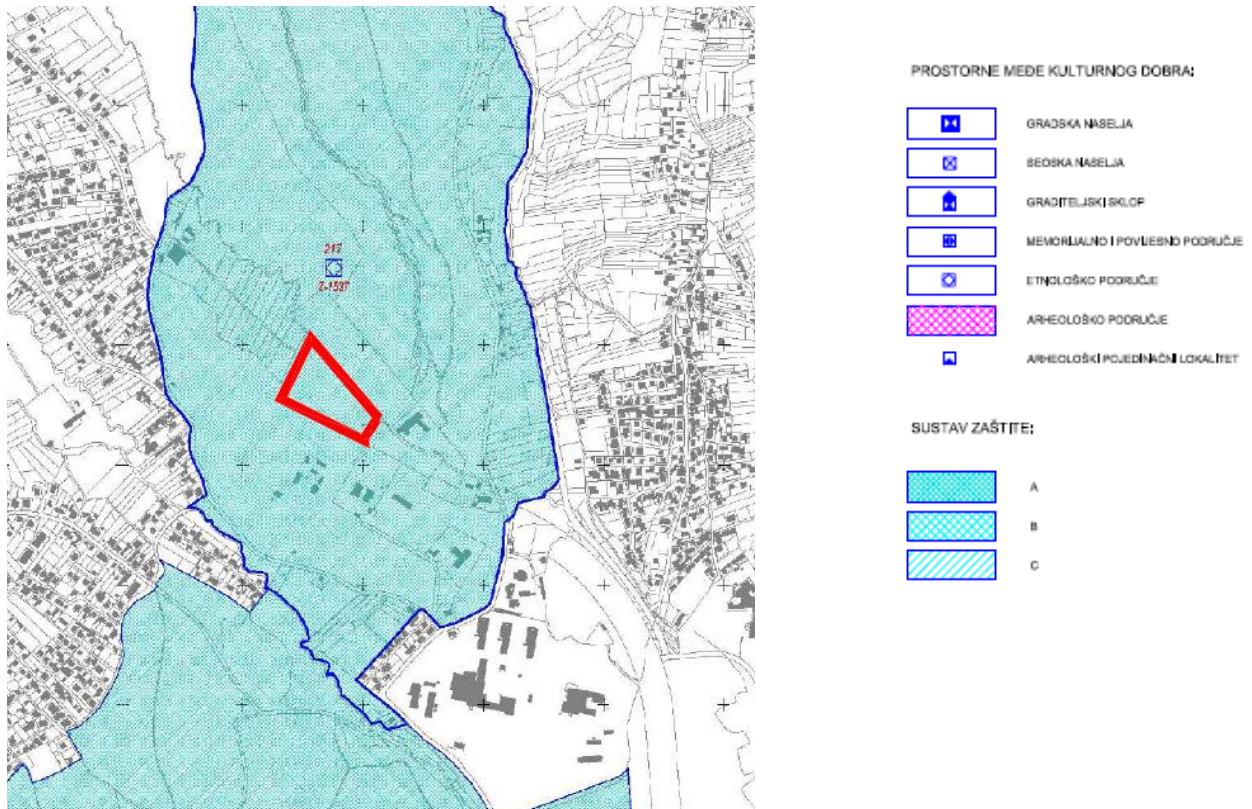 217
Z-1527
PROSTORNE MEĐE KULTURNOG DOBRA:
GRADSKA NASELJA
SEOSKA NASELJA
GRADITELJSKI SKLOP
MEMORIJALNO I POVIJESNO PODRUČJE
ETNOLOŠKO PODRUČJE
ARHEOLOŠKO PODRUČJE
ARHEOLOŠKI POJEDINAČNI LOKALITET
SUSTAV ZAŠTITE:
A
B
C